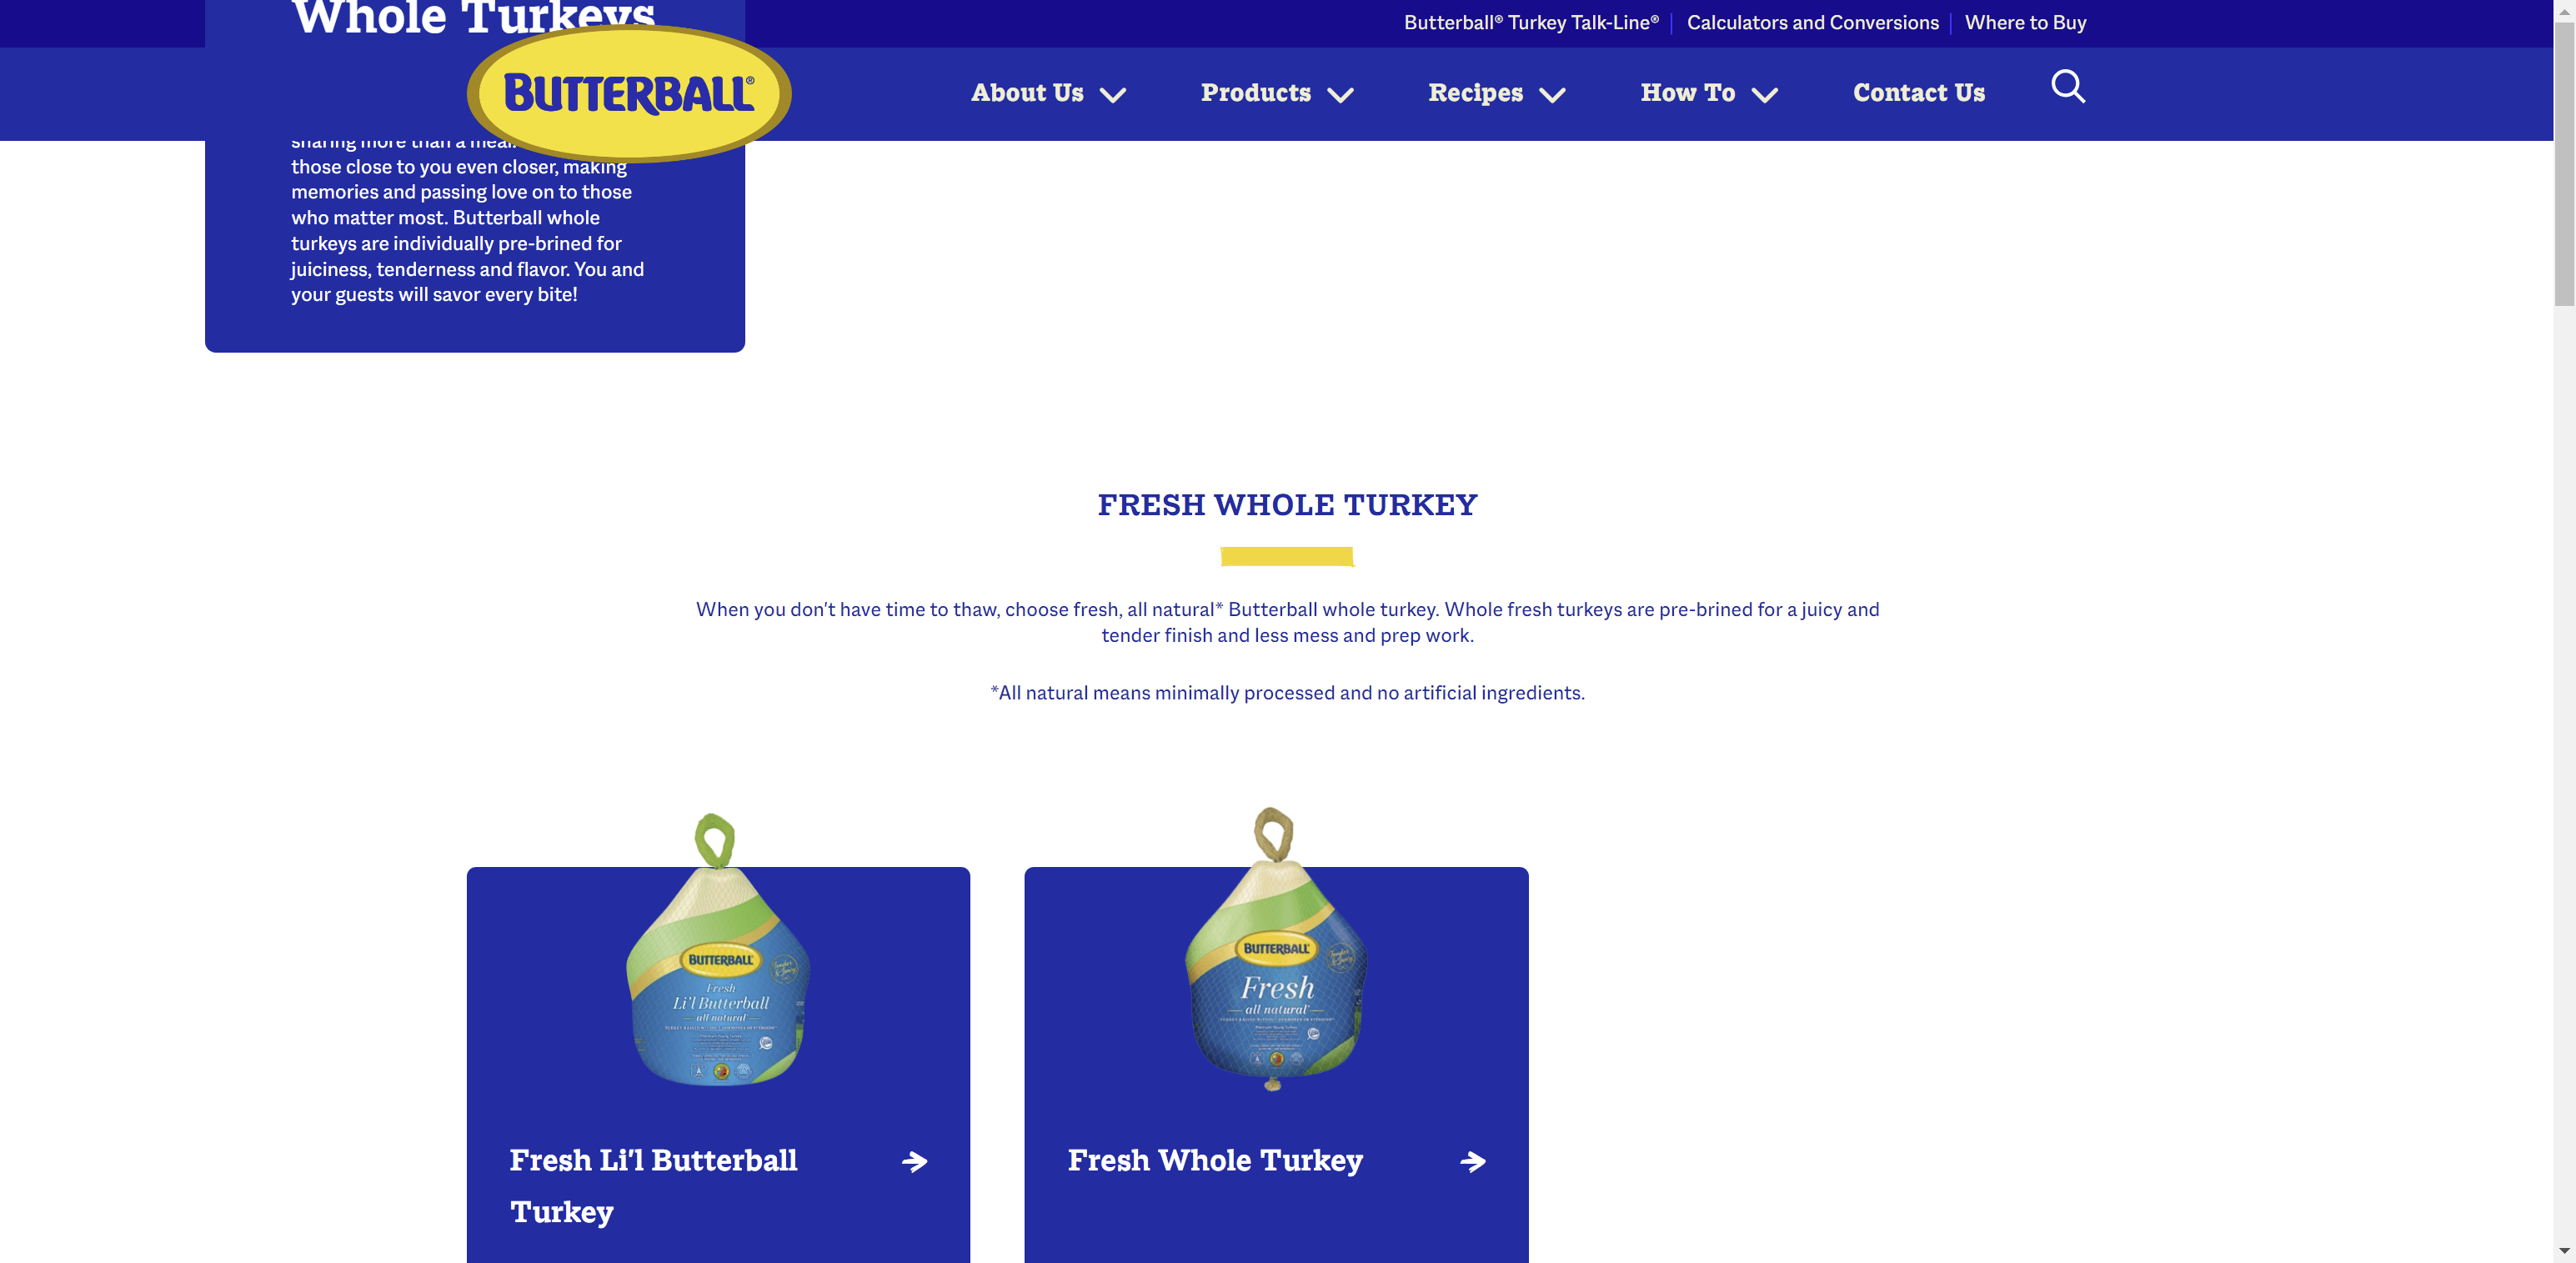 Whole Turkeys
Butterball® Turkey Talk-Line®
Calculators and Conversions
Where to Buy
BUTTERBALL®
About Us
Products
Recipes
How To
Contact Us
sharing more than a meal.
those close to you even closer, making
memories and passing love on to those
who matter most. Butterball whole
turkeys are individually pre-brined for
juiciness, tenderness and flavor. You and
your guests will savor every bite!
FRESH WHOLE TURKEY
When you don't have time to thaw, choose fresh, all natural* Butterball whole turkey. Whole fresh turkeys are pre-brined for a juicy and
tender finish and less mess and prep work.
*All natural means minimally processed and no artificial ingredients.
BUTTERBALL
Tender
& Juicy
Fresh
Li'l Butterball
all natural*
BUTTERBALL
Tender
& Juicy
Fresh
all natural*
Fresh Li'l Butterball
Turkey
Fresh Whole Turkey